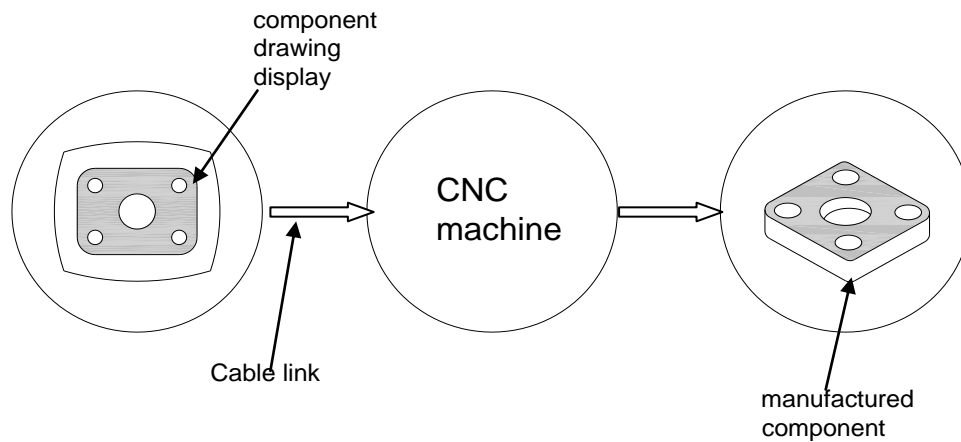 component
drawing
display
CNC
machine
Cable link
manufactured
component